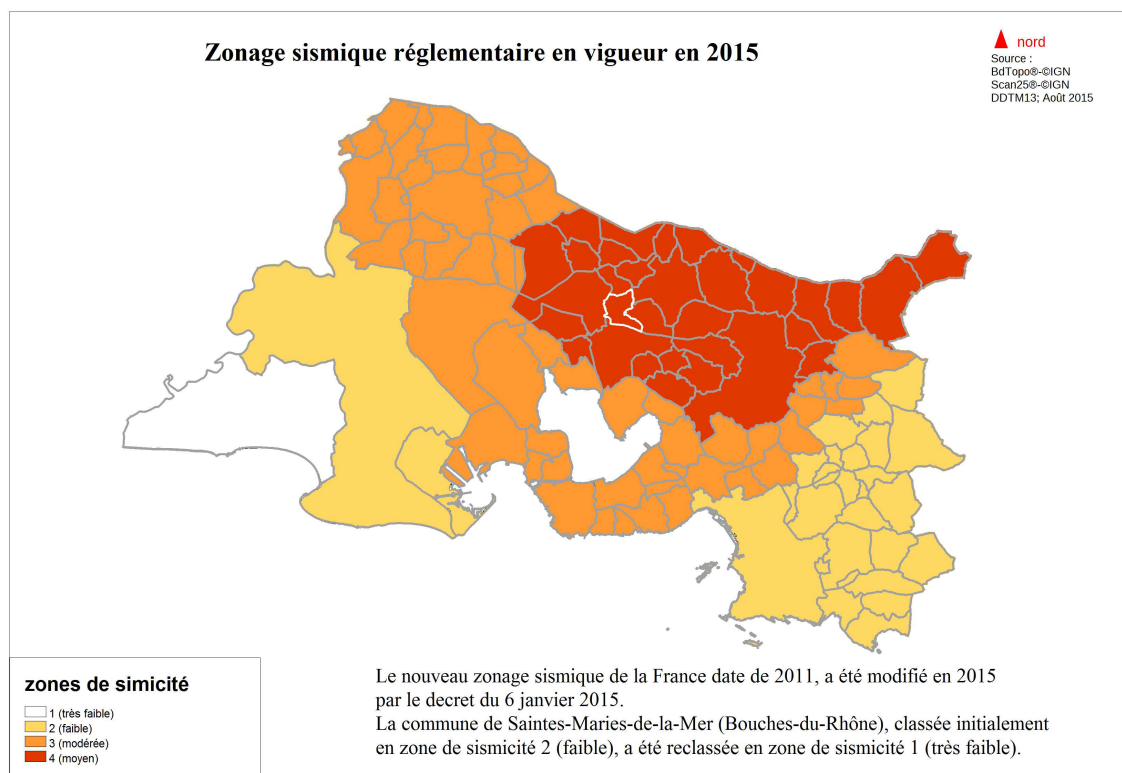 Zonage sismique réglementaire en vigueur en 2015
nord
Source :
BdTopo®-©IGN
Scan25®-©IGN
DDTM13; Août 2015
zones de simicité
1 (très faible)
2 (faible)
3 (modérée)
4 (moyen)
Le nouveau zonage sismique de la France date de 2011, a été modifié en 2015
par le decret du 6 janvier 2015.
La commune de Saintes-Maries-de-la-Mer (Bouches-du-Rhône), classée initialement
en zone de sismicité 2 (faible), a été reclassée en zone de sismicité 1 (très faible).